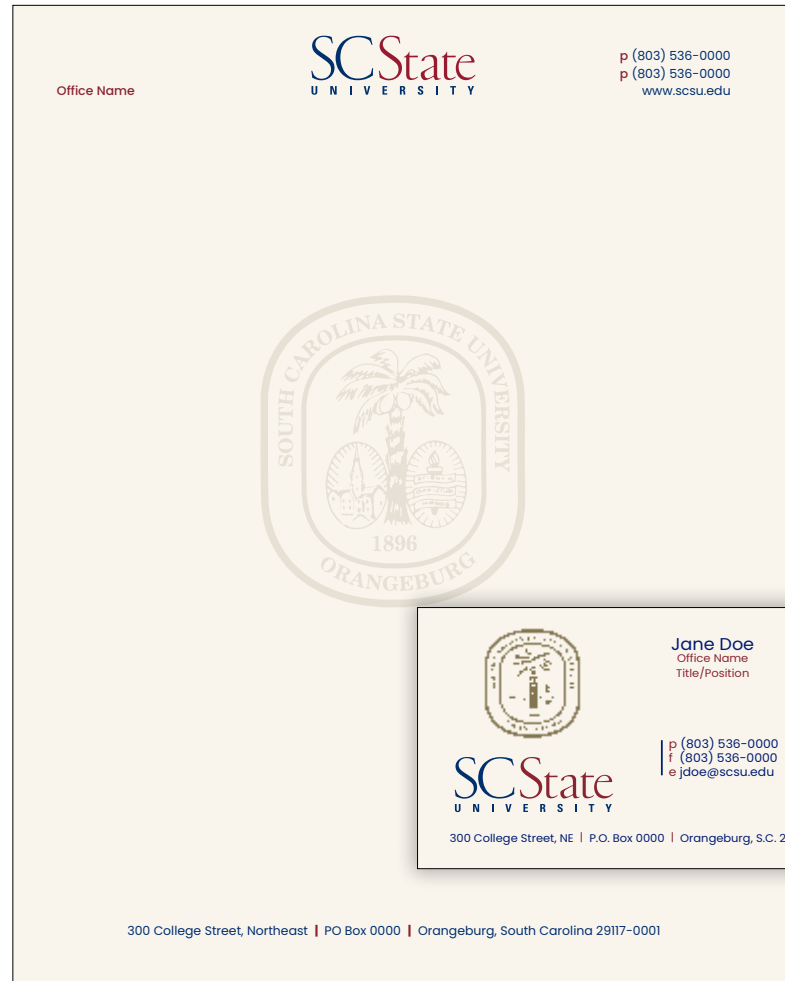 SCState
UNIVERSITY
Office Name
p (803) 536-0000
p (803) 536-0000
www.scsu.edu
SOUTH CAROLINA STATE UNIVERSITY
1896
ORANGEBURG
Jane Doe
Office Name
Title/Position
p (803) 536-0000
f (803) 536-0000
e jdoe@scsu.edu
SCState
UNIVERSITY
300 College Street, NE | P.O. Box 0000 | Orangeburg, S.C. 2
300 College Street, Northeast | PO Box 0000 | Orangeburg, South Carolina 29117-0001